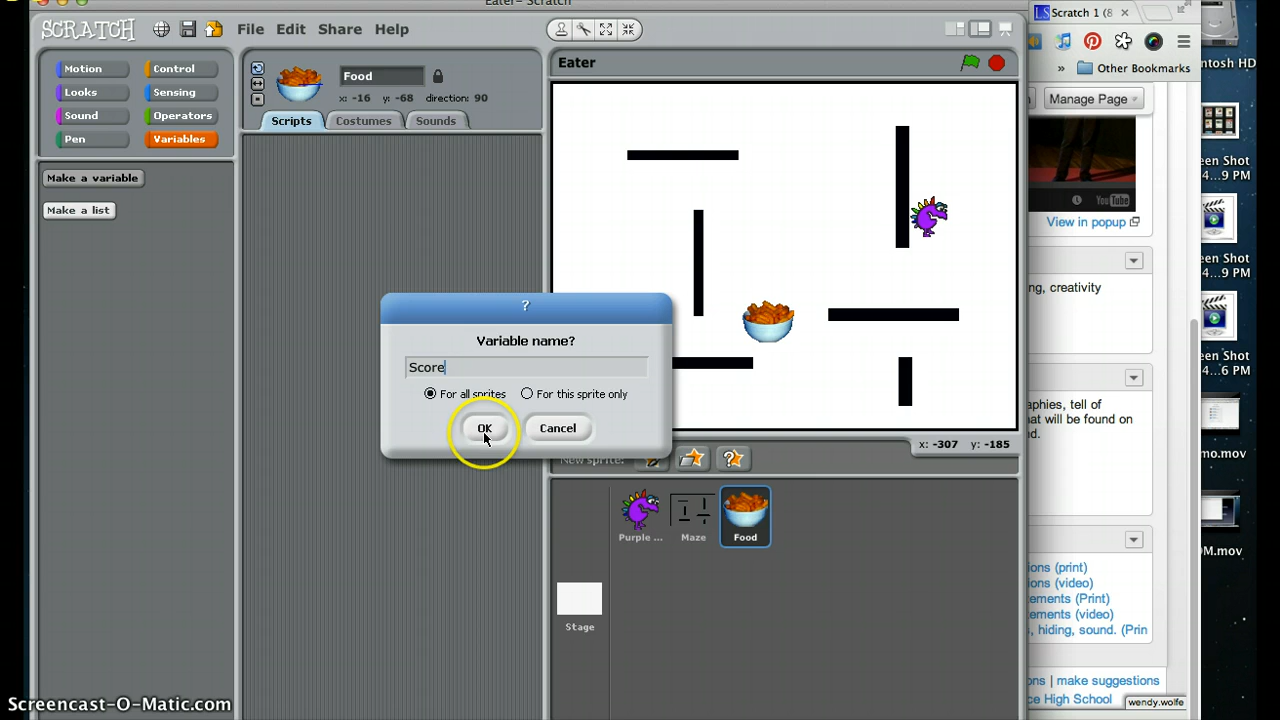 Eater- Scratch
SCRATCH
File Edit Share Help
Motion
Control
Looks
Sensing
Sound
Operators
Pen
Variables
Make a variable
Make a list
Food
x: -16 y: -68 direction: 90
Scripts
Costumes
Sounds
Eater
?
Variable name?
Score
For all sprites
For this sprite only
OK
Cancel
x: -307 y: -185
New sprite:
Purple ...
Maze
Food
Stage
Scratch 1 (8
» Other Bookmarks
Manage Page
YouTube
View in popup
ng, creativity
aphies, tell of
hat will be found on
d.
ons (print)
ons (video)
ements (Print)
ements (video)
s, hiding, sound. (Prin
ons | make suggestions
ce High School
wendy.wolfe
ntosh HD
een Shot
4...9 PM
een Shot
4...9 PM
een Shot
4...6 PM
mo.mov
OM.mov
Screencast-O-Matic.com